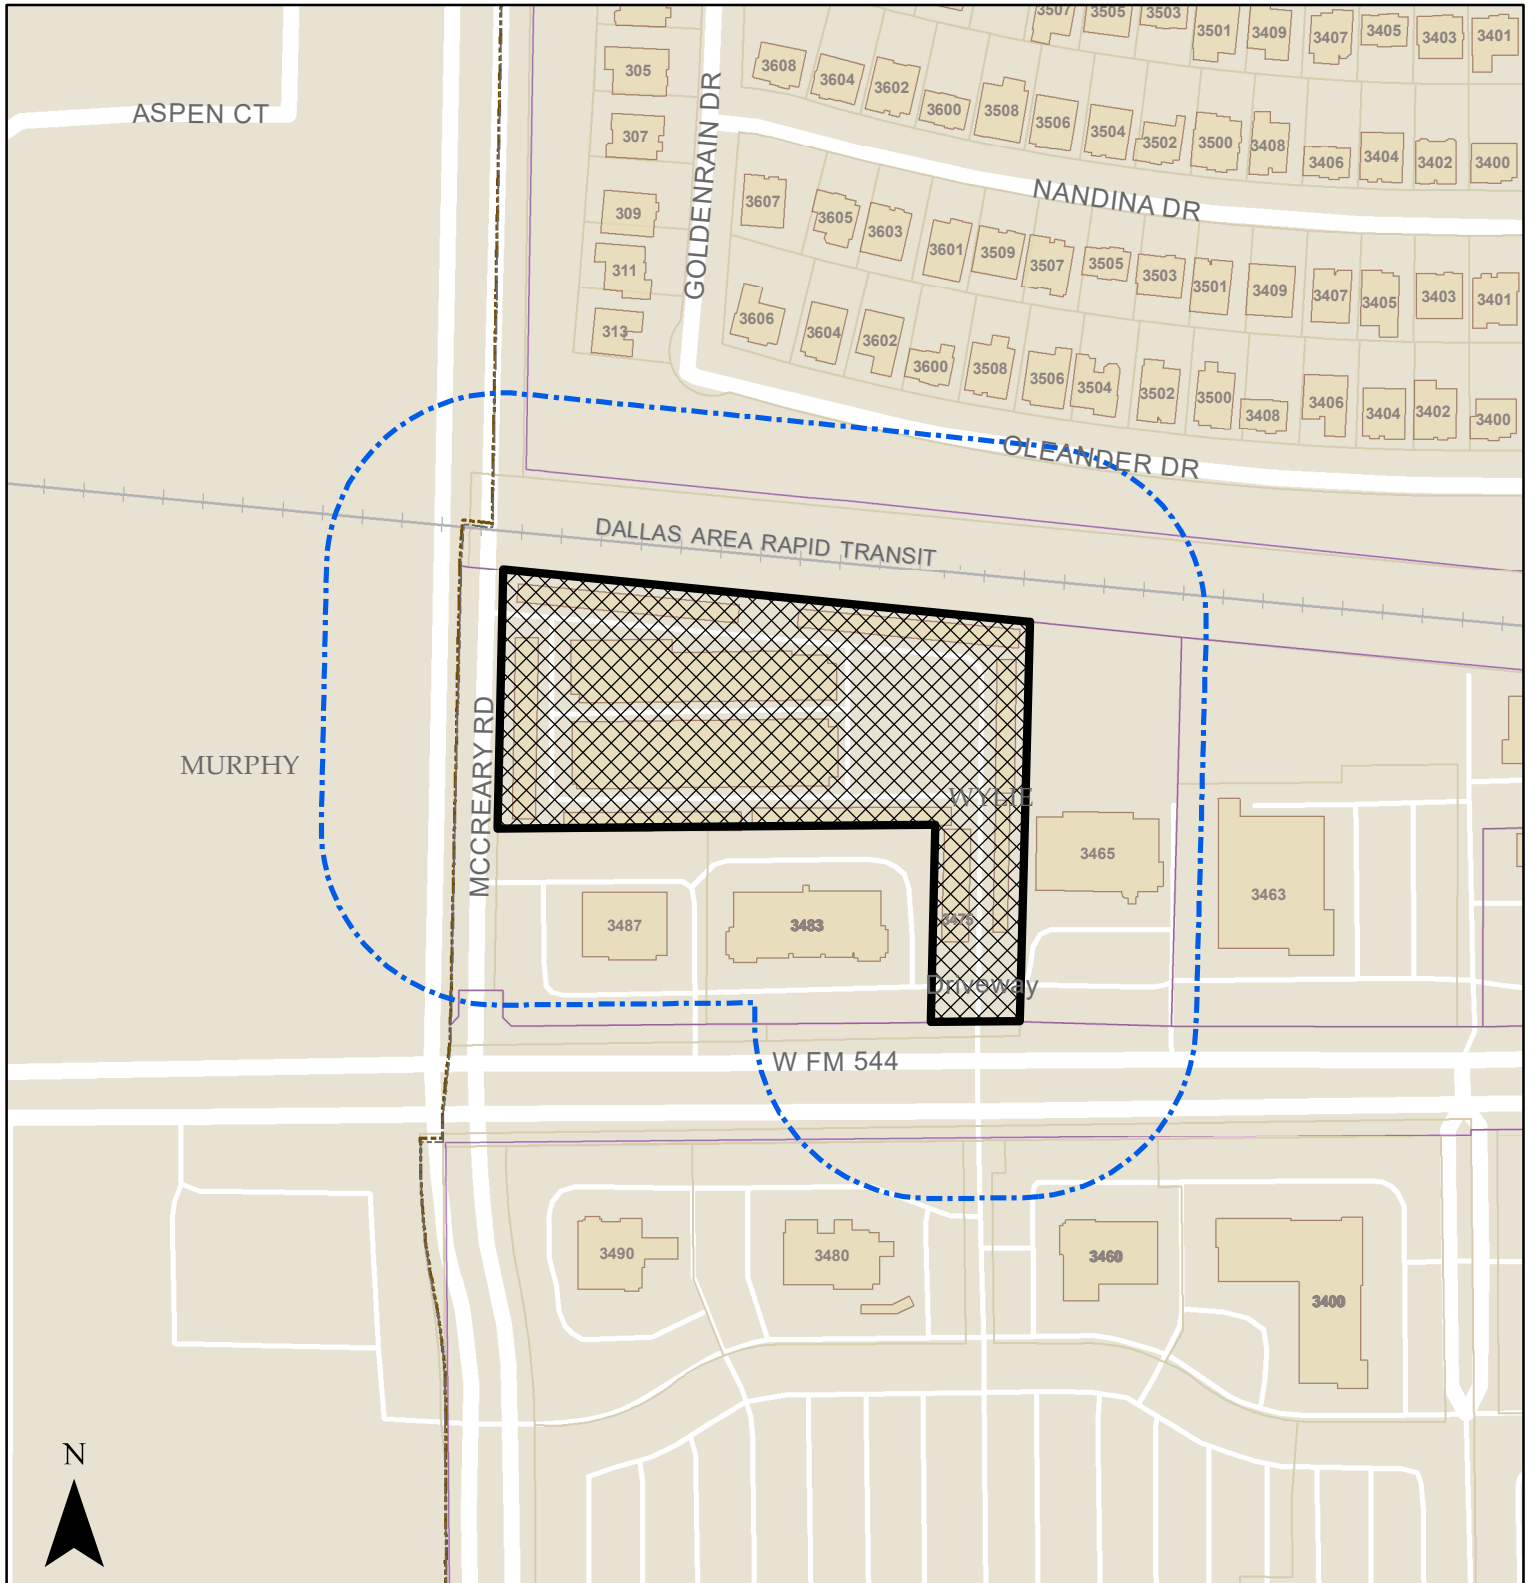 3507 3505 3503 3501 3409 3407 3405 3403 3401
305 3608 3604 3602 3600 3508 3506 3504 3502 3500 3408 3406 3404 3402 3400
ASPEN CT
307
GOLDENRAIN DR
NANDINA DR
309 3607 3605 3603 3601 3509 3507 3505 3503 3501 3409 3407 3405 3403 3401
311
313 3606 3604 3602 3600 3508 3506 3504 3502 3500 3408 3406 3404 3402 3400
OLEANDER DR
DALLAS AREA RAPID TRANSIT
MURPHY
MCCREARY RD
WYLIE
3465
3463
3487 3483 3475
Driveway
W FM 544
3490 3480 3460
3400
N